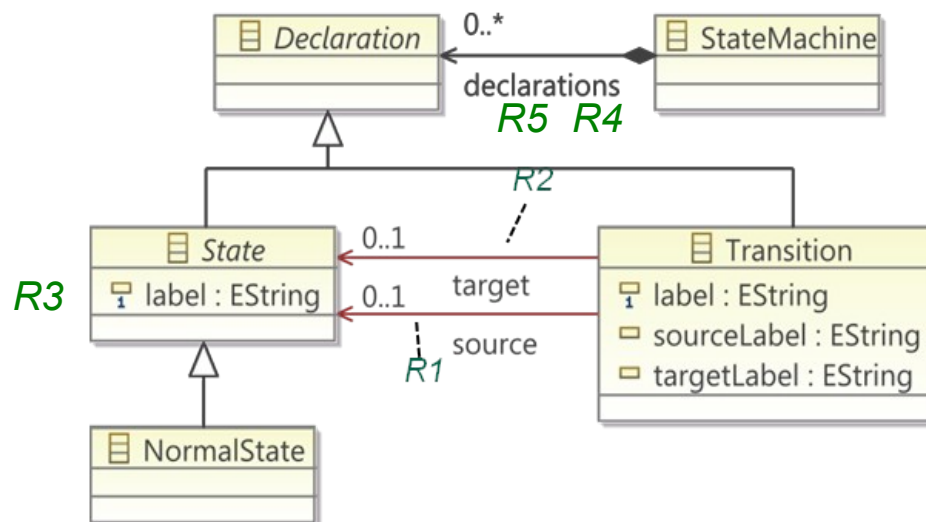 Declaration
0..*
StateMachine
declarations
R5 R4
R2
State
0..1
Transition
R3
label : EString
target
label : EString
0..1
sourceLabel : EString
source
R1
targetLabel : EString
NormalState